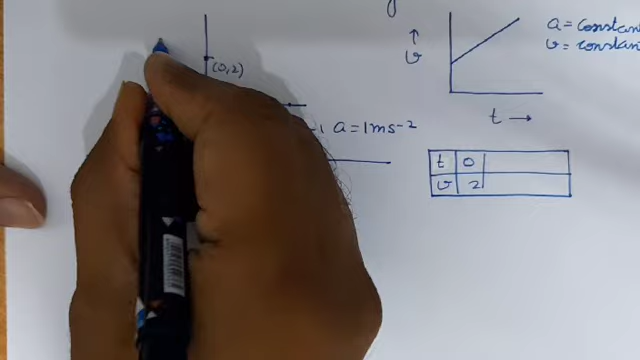 a = constan
υ = constan
↑
υ
(0,2)
t →
a = 1ms⁻²
t 0
υ 2